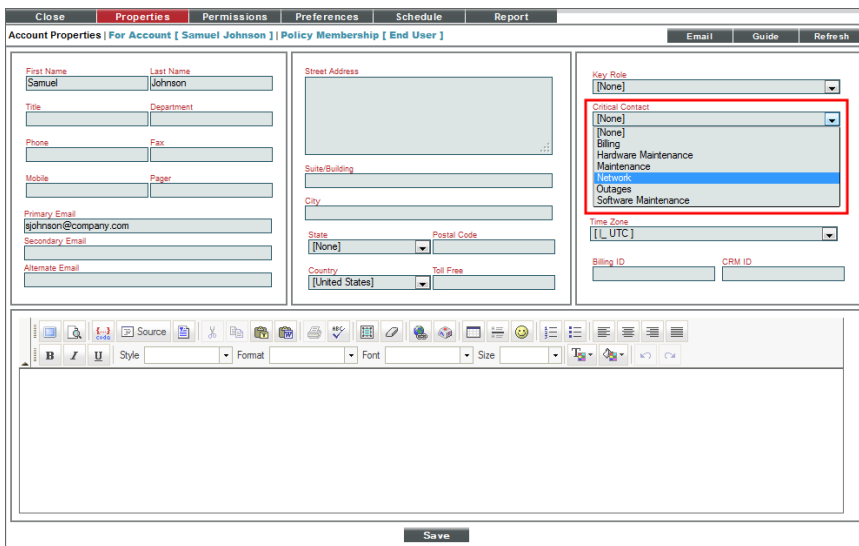 Close Properties Permissions Preferences Schedule Report
Account Properties | For Account [ Samuel Johnson ] | Policy Membership [ End User ]
Email Guide Refresh
First Name Last Name
Samuel Johnson
Title Department
Phone Fax
Mobile Pager
Primary Email
sjohnson@company.com
Secondary Email
Alternate Email
Street Address
Suite/Building
City
State Postal Code
[None]
Country Toll Free
[United States]
Key Role
[None]
Critical Contact
[None]
[None]
Billing
Hardware Maintenance
Maintenance
Network
Outages
Software Maintenance
Time Zone
[ |_ UTC ]
Billing ID CRM ID
Source
B I U Style Format Font Size
Save